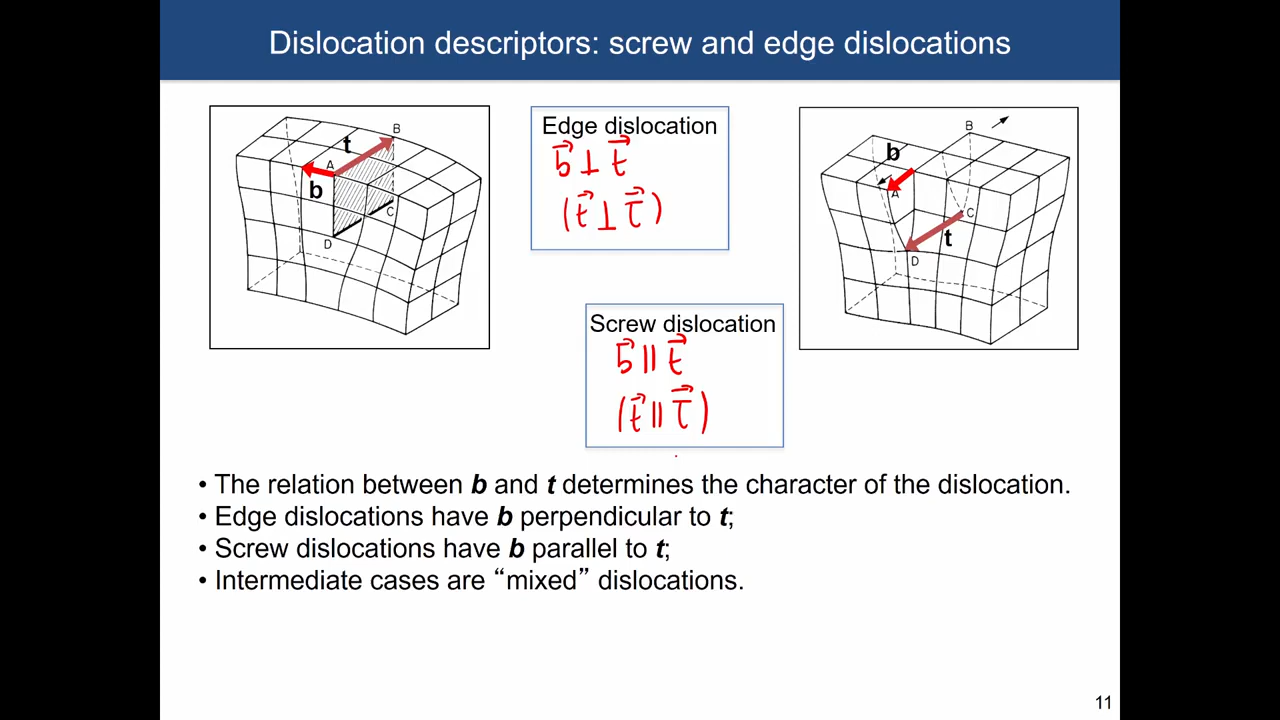 Dislocation descriptors: screw and edge dislocations
B
t
A
b
C
D
Edge dislocation
b⃗ ⊥ t⃗
(t⃗ ⊥ τ⃗)
B
b
A
C
t
D
Screw dislocation
b⃗ || t⃗
(t⃗ || τ⃗)
• The relation between b and t determines the character of the dislocation.
• Edge dislocations have b perpendicular to t;
• Screw dislocations have b parallel to t;
• Intermediate cases are “mixed” dislocations.
11